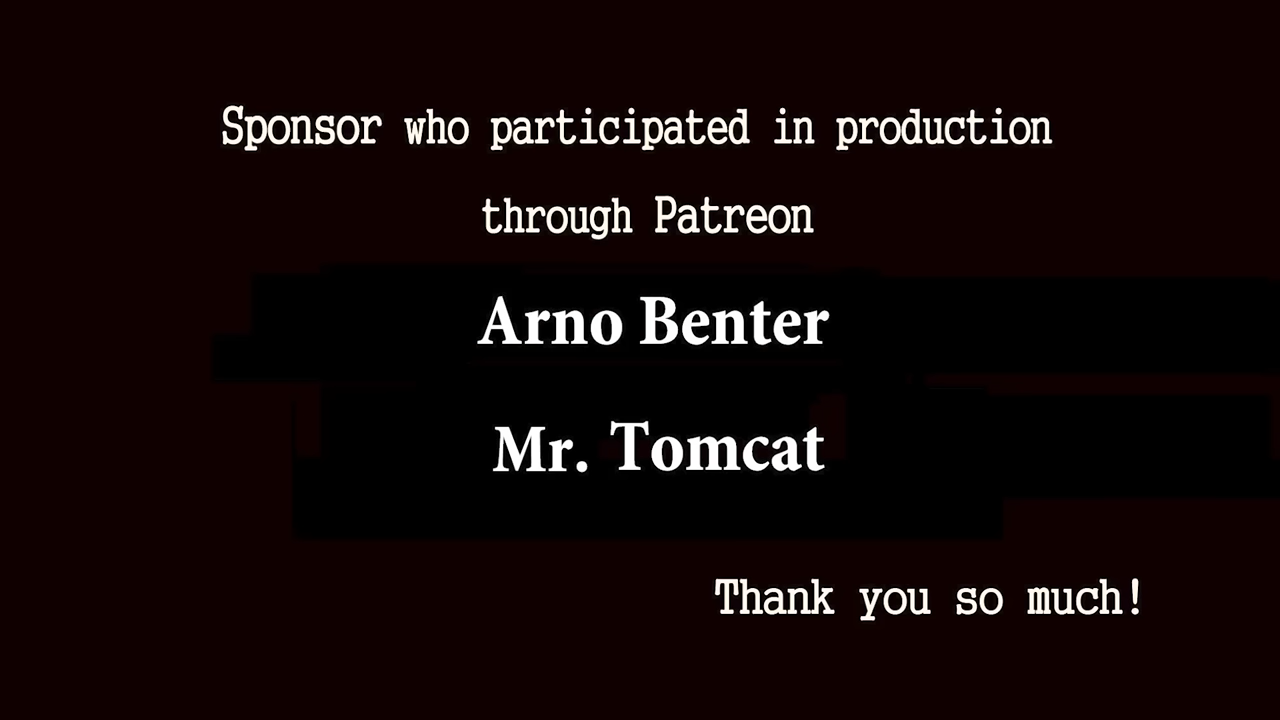 Sponsor who participated in production
through Patreon
Arno Benter
Mr. Tomcat
Thank you so much!